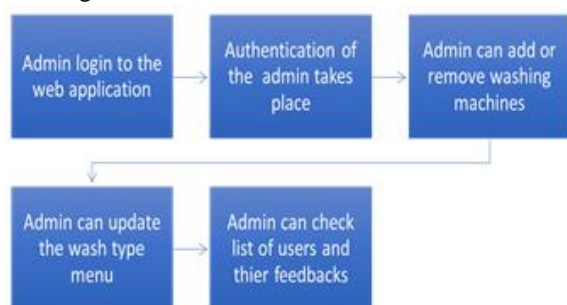 Admin login to the
web application
Authentication of
the admin takes
place
Admin can add or
remove washing
machines
Admin can update
the wash type
menu
Admin can check
list of users and
thier feedbacks